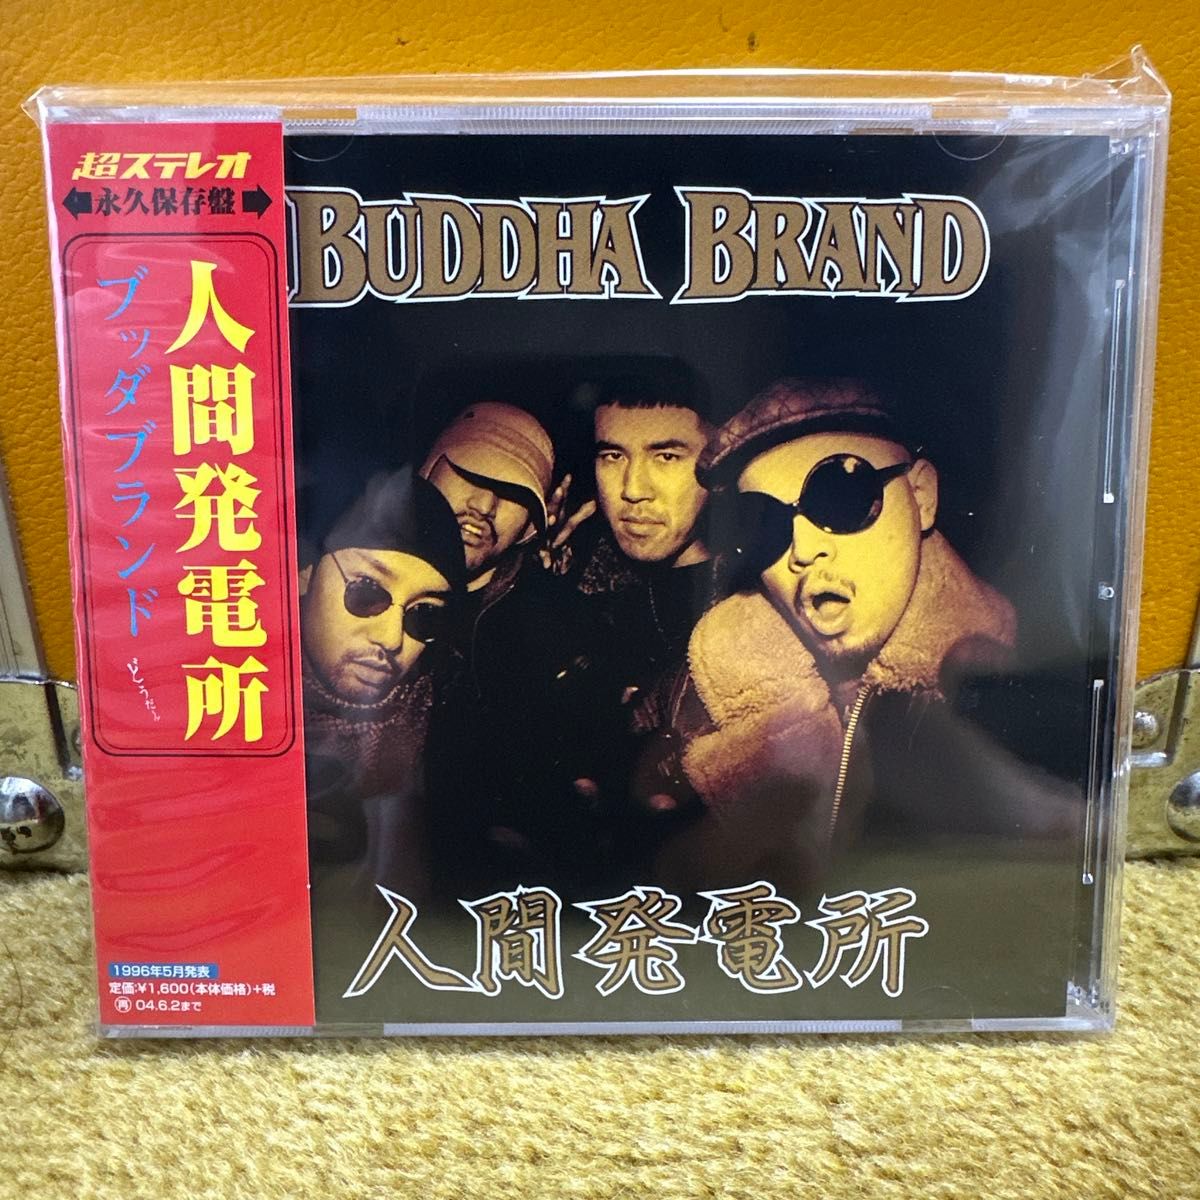 超ステレオ
永久保存盤
人間発電所
ブッダブランド
どうだん
1996年5月発表
定価:¥1,600(本体価格)+税
再 04.6.2まで
BUDDHA BRAND
人間発電所